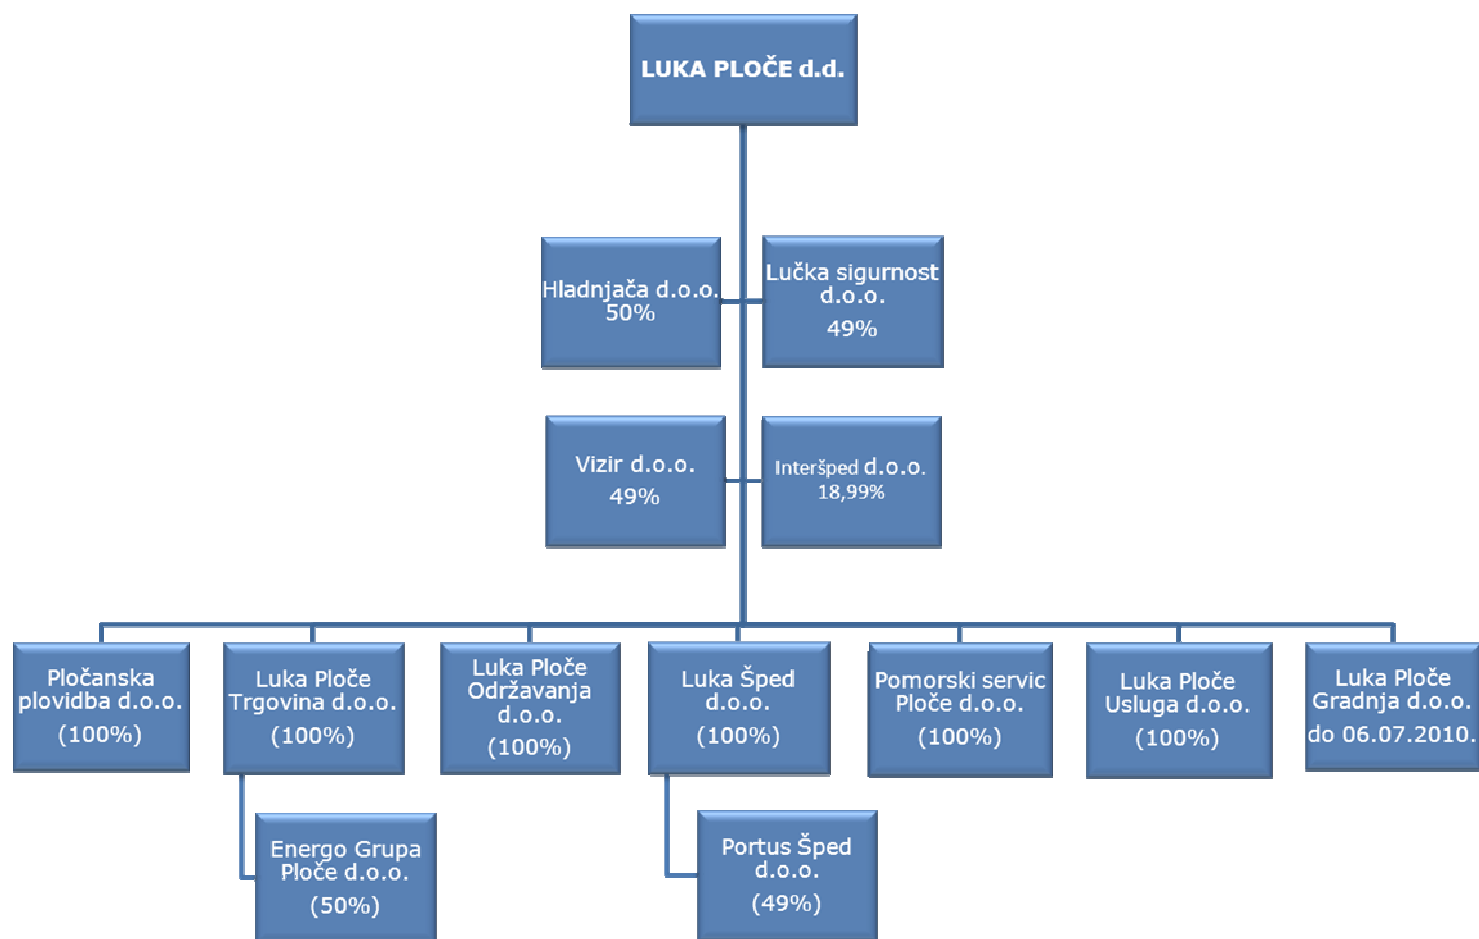 LUKA PLOČE d.d.
Hladnjača d.o.o.
50%
Lučka sigurnost
d.o.o.
49%
Vizir d.o.o.
49%
Interšped d.o.o.
18,99%
Pločanska
plovidba d.o.o.
(100%)
Luka Ploče
Trgovina d.o.o.
(100%)
Luka Ploče
Održavanja
d.o.o.
(100%)
Luka Šped
d.o.o.
(100%)
Pomorski servic
Ploče d.o.o.
(100%)
Luka Ploče
Usluga d.o.o.
(100%)
Luka Ploče
Gradnja d.o.o.
do 06.07.2010.
Energo Grupa
Ploče d.o.o.
(50%)
Portus Šped
d.o.o.
(49%)